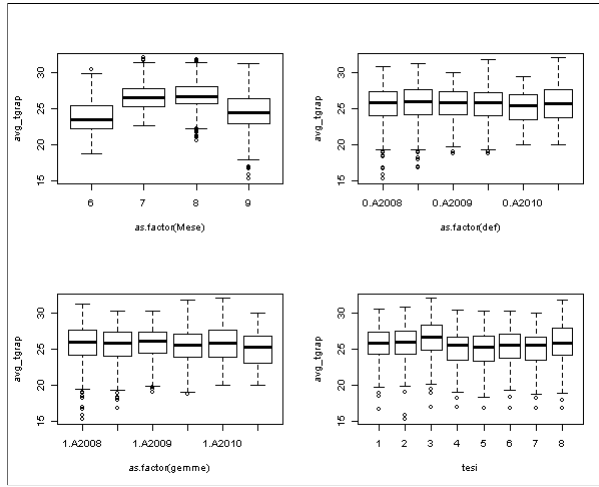 avg_tgrap
30
25
20
15
6 7 8 9
as.factor(Mese)
avg_tgrap
30
25
20
15
0.A2008 0.A2009 0.A2010
as.factor(def)
avg_tgrap
30
25
20
15
1.A2008 1.A2009 1.A2010
as.factor(gemme)
avg_tgrap
30
25
20
15
1 2 3 4 5 6 7 8
tesi